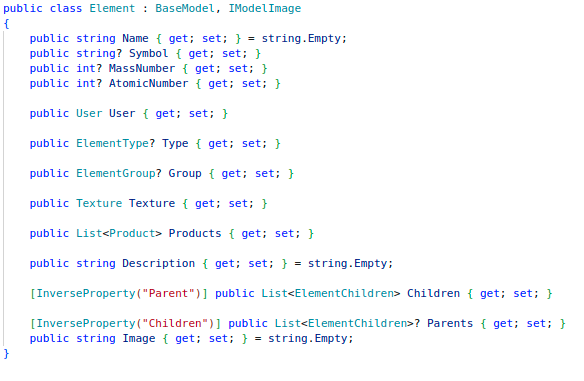 public class Element : BaseModel, IModelImage
{
public string Name { get; set; } = string.Empty;
public string? Symbol { get; set; }
public int? MassNumber { get; set; }
public int? AtomicNumber { get; set; }
public User User { get; set; }
public ElementType? Type { get; set; }
public ElementGroup? Group { get; set; }
public Texture Texture { get; set; }
public List<Product> Products { get; set; }
public string Description { get; set; } = string.Empty;
[InverseProperty("Parent")] public List<ElementChildren> Children { get; set; }
[InverseProperty("Children")] public List<ElementChildren>? Parents { get; set; }
public string Image { get; set; } = string.Empty;
}